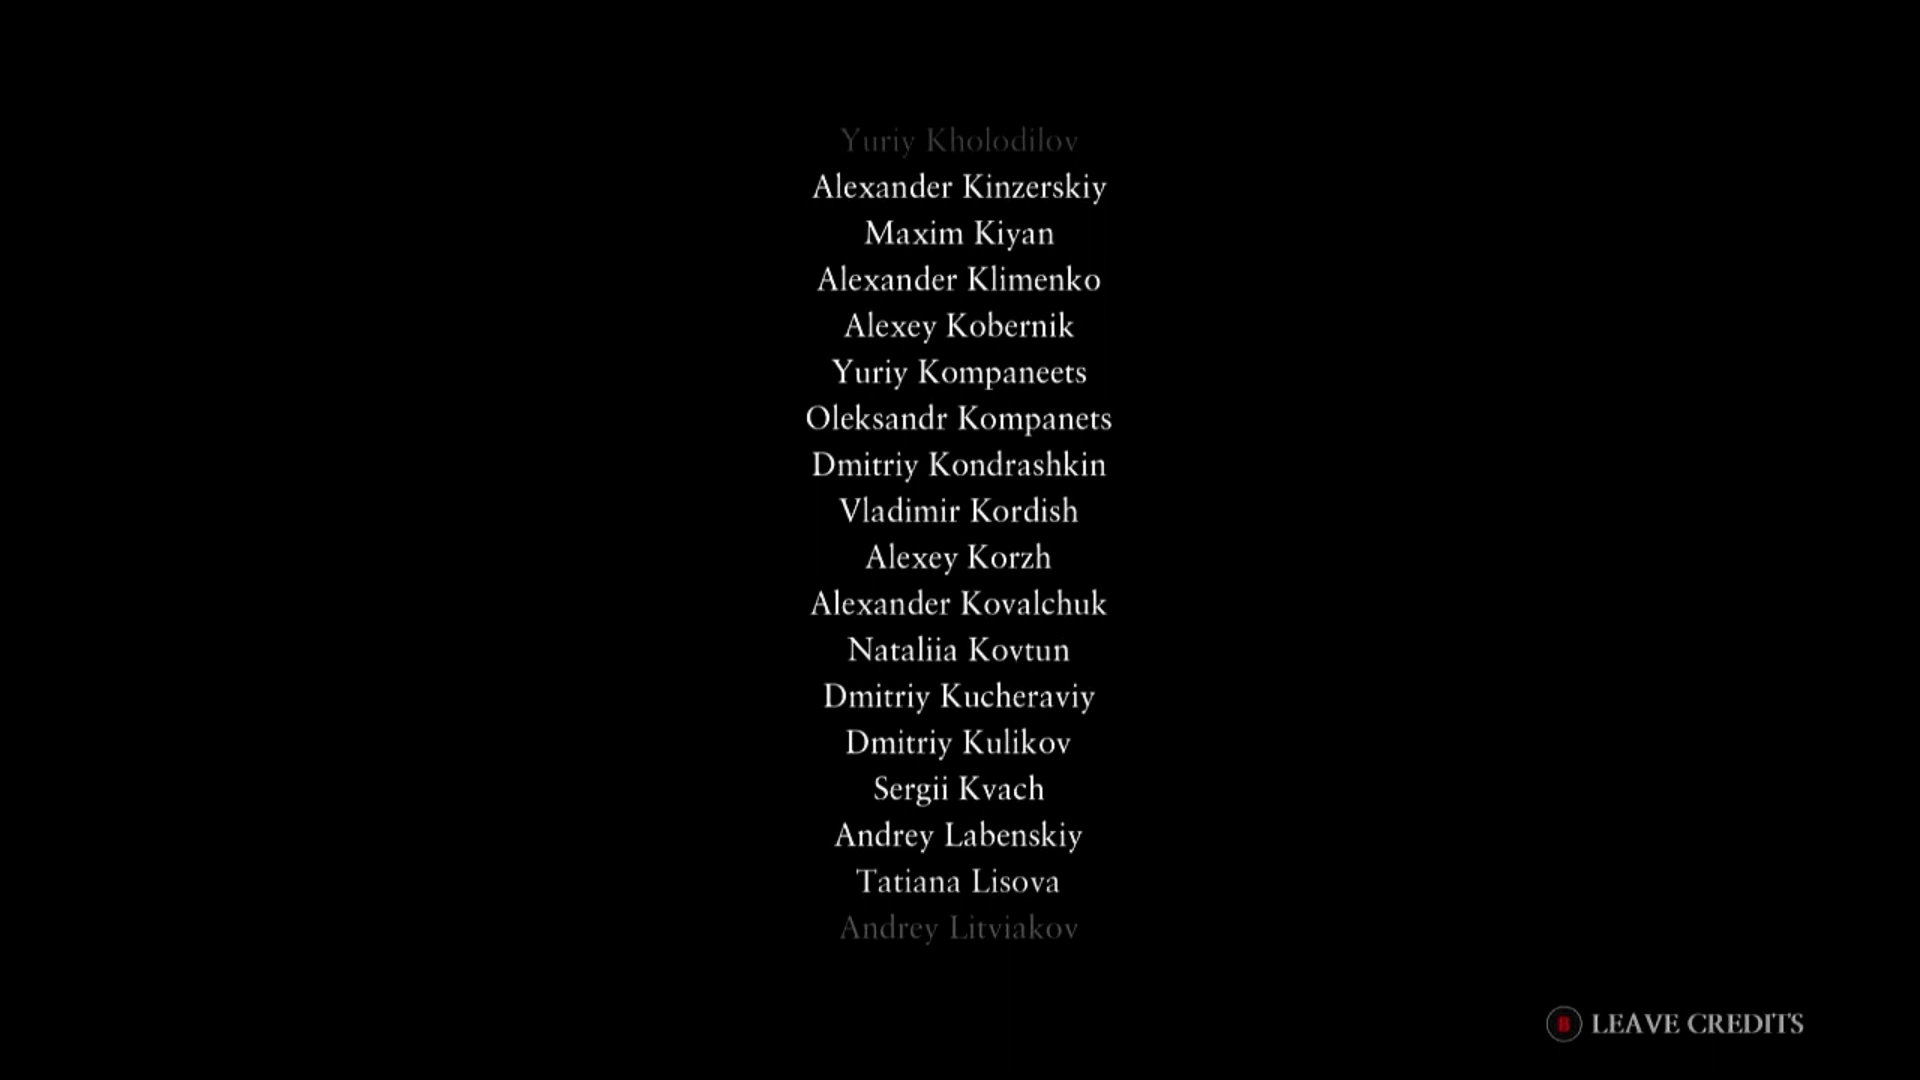 Yuriy Kholodilov
Alexander Kinzerskiy
Maxim Kiyan
Alexander Klimenko
Alexey Kobernik
Yuriy Kompaneets
Oleksandr Kompanets
Dmitriy Kondrashkin
Vladimir Kordish
Alexey Korzh
Alexander Kovalchuk
Nataliia Kovtun
Dmitriy Kucheraviy
Dmitriy Kulikov
Sergii Kvach
Andrey Labenskiy
Tatiana Lisova
Andrey Litviakov
B LEAVE CREDITS